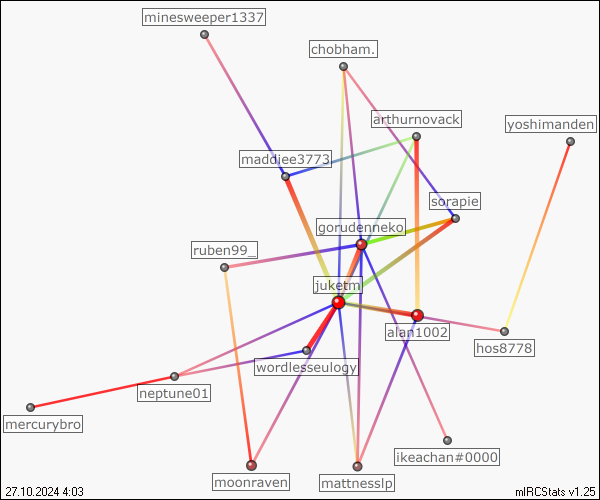 minesweeper1337
chobham.
arthurnovack
yoshimanden
maddiee3773
sorapie
gorudenneko
ruben99_
juketm
alan1002
hos8778
wordlesseulogy
neptune01
mercurybro
ikeachan#0000
moonraven
mattnesslp
27.10.2024 4:03
mIRCStats v1.25